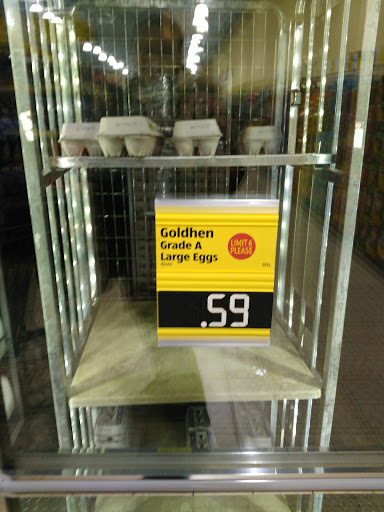 Goldhen
Grade A
Large Eggs
LIMIT 6
PLEASE
.59